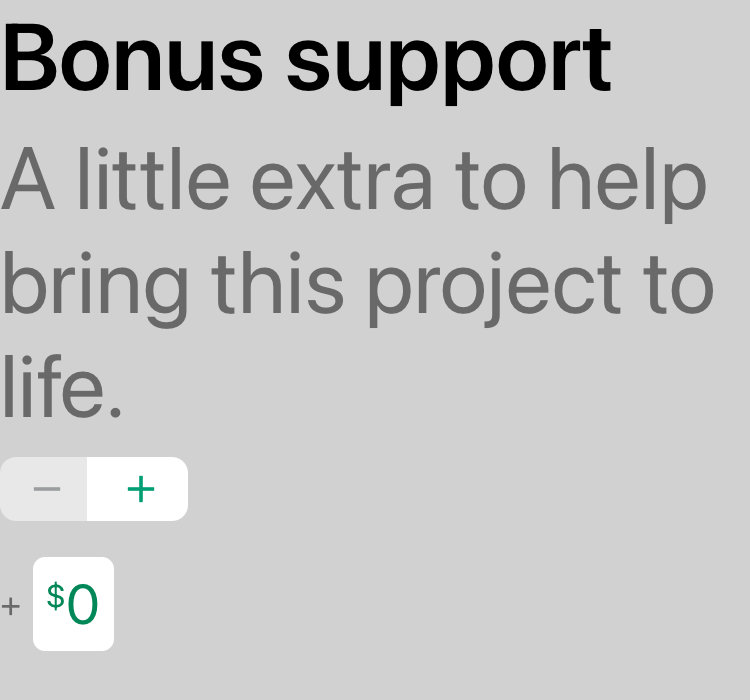 Bonus support
A little extra to help
bring this project to
life.
− +
+ $0